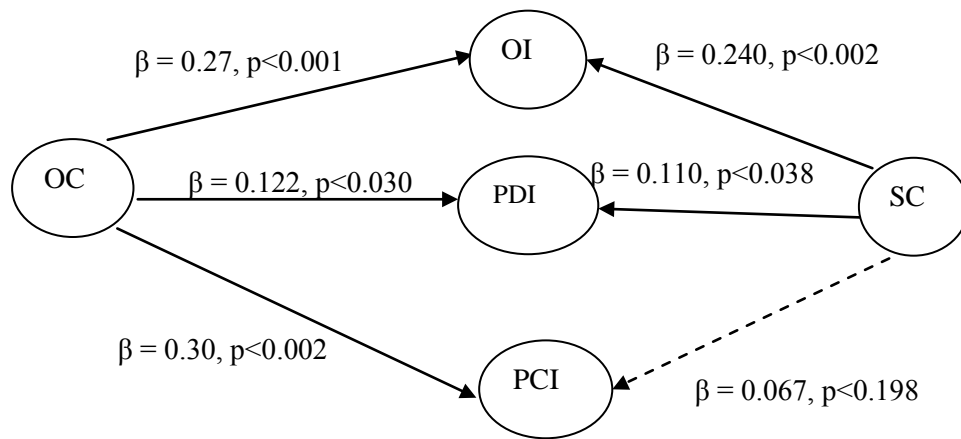 OI
β = 0.27, p<0.001
β = 0.240, p<0.002
OC
β = 0.122, p<0.030
PDI
β = 0.110, p<0.038
SC
β = 0.30, p<0.002
PCI
β = 0.067, p<0.198